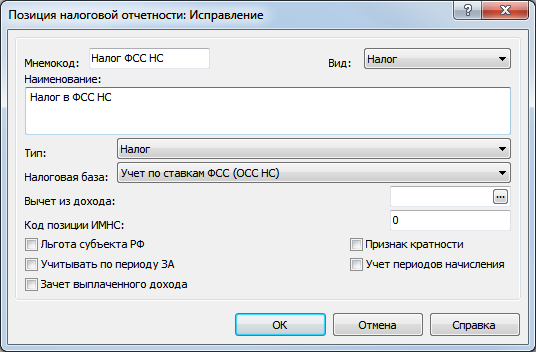 Позиция налоговой отчетности: Исправление
Мнемокод: Налог ФСС НС Вид: Налог
Наименование:
Налог в ФСС НС
Тип: Налог
Налоговая база: Учет по ставкам ФСС (ОСС НС)
Вычет из дохода: ...
Код позиции ИМНС: 0
Льгота субъекта РФ Признак кратности
Учитывать по периоду ЗА Учет периодов начисления
Зачет выплаченного дохода
ОК Отмена Справка